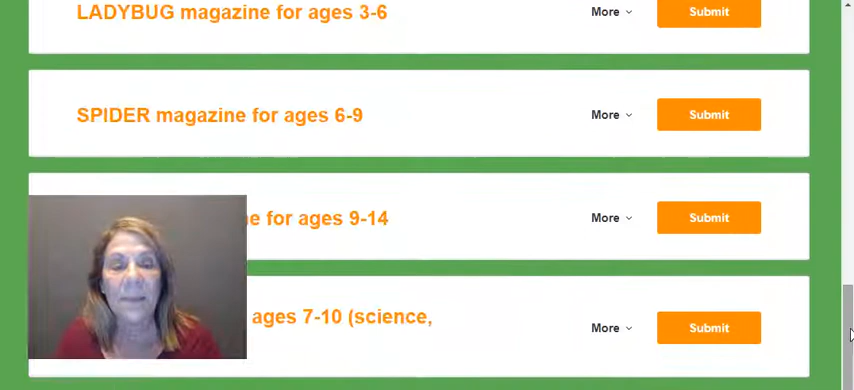 LADYBUG magazine for ages 3-6
More
Submit
SPIDER magazine for ages 6-9
More
Submit
for ages 9-14
More
Submit
ages 7-10 (science,
More
Submit